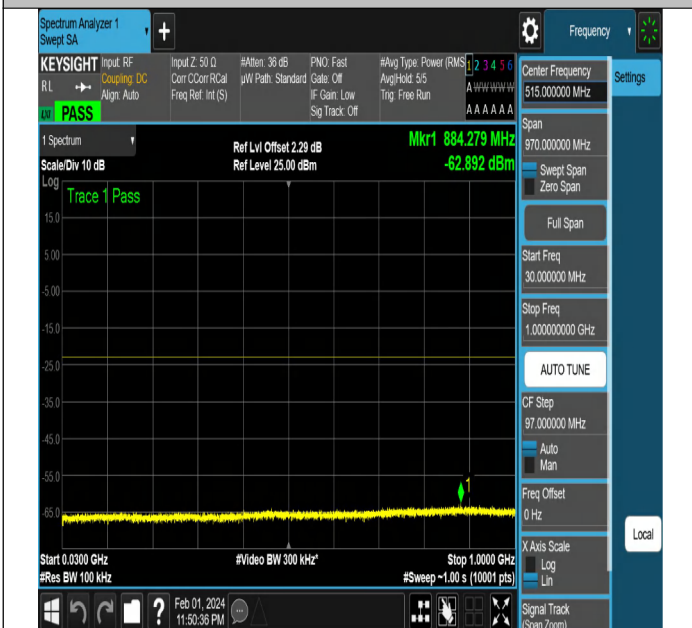 Spectrum Analyzer 1
Swept SA
Frequency
KEYSIGHT
RL
LXI
PASS
Input: RF
Coupling: DC
Align: Auto
Input Z: 50 Ω
Corr CCorr RCal
Freq Ref: Int (S)
#Atten: 36 dB
µW Path: Standard
PNO: Fast
Gate: Off
IF Gain: Low
Sig Track: Off
#Avg Type: Power (RMS
Avg|Hold: 5/5
Trig: Free Run
1 2 3 4 5 6
A W W W W W
A A A A A A
1 Spectrum
Scale/Div 10 dB
Ref Lvl Offset 2.29 dB
Ref Level 25.00 dBm
Mkr1 884.279 MHz
-62.892 dBm
Log
Trace 1 Pass
15.0
5.00
-5.00
-15.0
-25.0
-35.0
-45.0
-55.0
-65.0
1
Start 0.0300 GHz
#Res BW 100 kHz
#Video BW 300 kHz*
Stop 1.0000 GHz
#Sweep ~1.00 s (10001 pts)
?
Feb 01, 2024
11:50:36 PM
Center Frequency
515.000000 MHz
Span
970.000000 MHz
Swept Span
Zero Span
Full Span
Start Freq
30.000000 MHz
Stop Freq
1.000000000 GHz
AUTO TUNE
CF Step
97.000000 MHz
Auto
Man
Freq Offset
0 Hz
X Axis Scale
Log
Lin
Signal Track
(Span Zoom)
Settings
Local